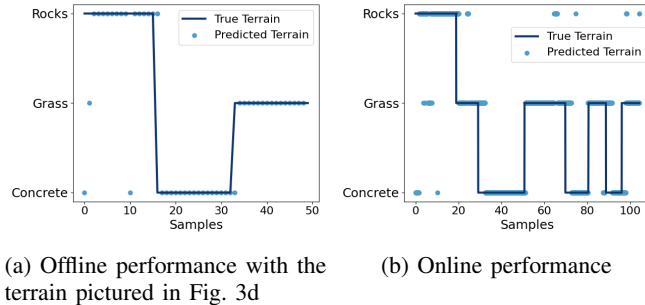 Rocks
Grass
Concrete
True Terrain
Predicted Terrain
0 10 20 30 40 50
Samples
Rocks
Grass
Concrete
True Terrain
Predicted Terrain
0 20 40 60 80 100
Samples
(a) Offline performance with the
terrain pictured in Fig. 3d
(b) Online performance